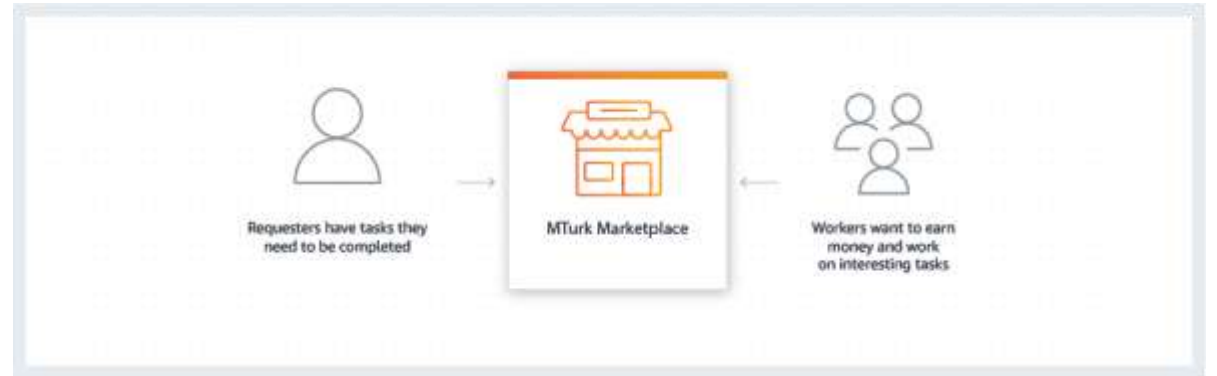 Requesters have tasks they
need to be completed
MTurk Marketplace
Workers want to earn
money and work
on interesting tasks